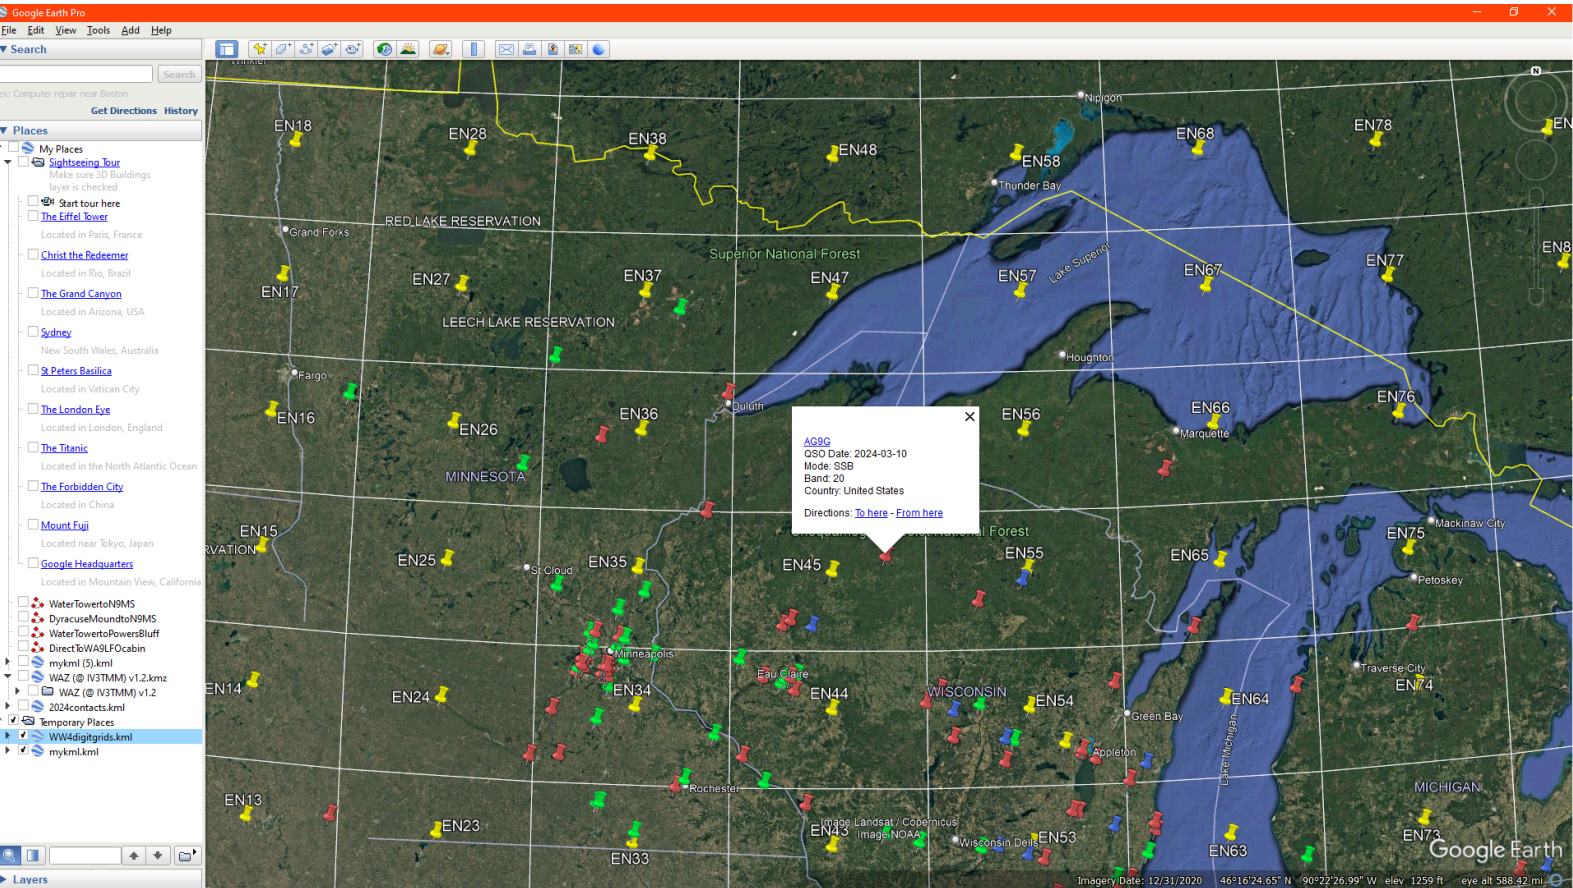 Google Earth Pro
File Edit View Tools Add Help
Search
Search
ex: Computer repair near Boston
Get Directions History
Places
My Places
Sightseeing Tour
Make sure 3D Buildings
layer is checked
Start tour here
The Eiffel Tower
Located in Paris, France
Christ the Redeemer
Located in Rio, Brazil
The Grand Canyon
Located in Arizona, USA
Sydney
New South Wales, Australia
St Peters Basilica
Located in Vatican City
The London Eye
Located in London, England
The Titanic
Located in the North Atlantic Ocean
The Forbidden City
Located in China
Mount Fuji
Located near Tokyo, Japan
Google Headquarters
Located in Mountain View, California
WaterTowertoN9MS
DyracuseMoundtoN9MS
WaterTowertoPowersBluff
DirectToWA9LFOcabin
mykml (5).kml
WAZ (@ IV3TMM) v1.2.kmz
WAZ (@ IV3TMM) v1.2
2024contacts.kml
Temporary Places
WW4digitgrids.kml
mykml.kml
Layers
Winkler
N
Nipigon
EN18
EN28
EN38
EN48
EN58
EN68
EN78
EN
Thunder Bay
Grand Forks
RED LAKE RESERVATION
Superior National Forest
Lake Superior
EN17
EN27
EN37
EN47
EN57
EN67
EN77
EN8
LEECH LAKE RESERVATION
Houghton
Fargo
Duluth
EN16
EN26
EN36
EN56
EN66
EN76
Marquette
MINNESOTA
AG9G
QSO Date: 2024-03-10
Mode: SSB
Band: 20
Country: United States
Directions: To here - From here
National Forest
Mackinaw City
EN15
RVATION
EN25
St Cloud
EN35
EN45
EN55
EN65
EN75
Petoskey
Minneapolis
Eau Claire
Traverse City
EN14
EN24
EN34
EN44
WISCONSIN
EN54
EN64
EN74
Green Bay
Appleton
Lake Michigan
Rochester
MICHIGAN
EN13
EN23
EN33
EN43
Wisconsin Dells
EN53
EN63
EN73
Image Landsat / Copernicus
Image NOAA
Google Earth
Imagery Date: 12/31/2020 46°16'24.65" N 90°22'26.99" W elev 1259 ft eye alt 588.42 mi